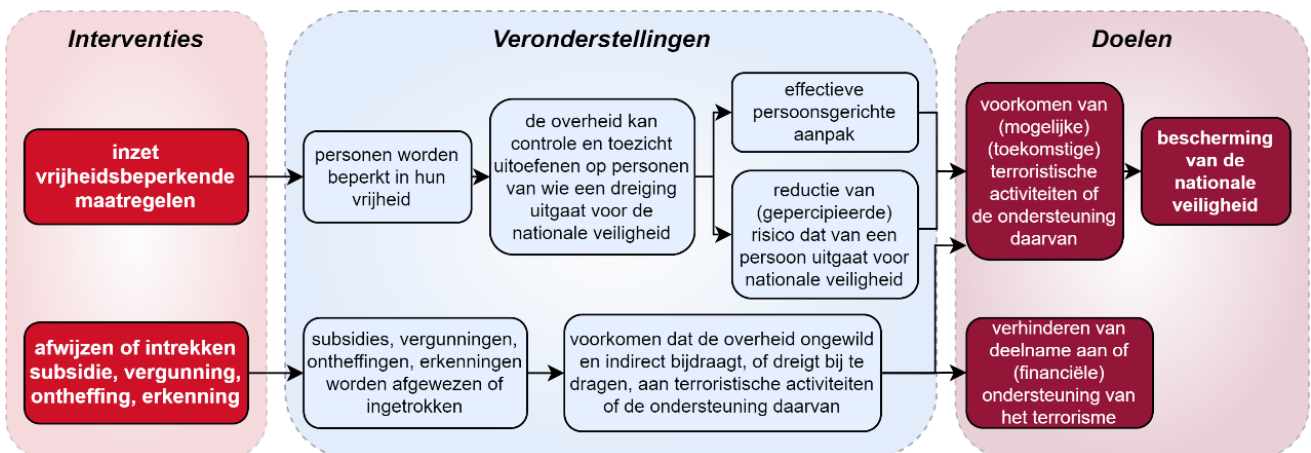 Interventies
Veronderstellingen
Doelen
inzet
vrijheidsbeperkende
maatregelen
personen worden
beperkt in hun
vrijheid
de overheid kan
controle en toezicht
uitoefenen op personen
van wie een dreiging
uitgaat voor de
nationale veiligheid
effectieve
persoonsgerichte
aanpak
reductie van
(gepercipieerde)
risico dat van een
persoon uitgaat voor
nationale veiligheid
voorkomen van
(mogelijke)
(toekomstige)
terroristische
activiteiten of
de ondersteuning
daarvan
bescherming
van de
nationale
veiligheid
afwijzen of intrekken
subsidie, vergunning,
ontheffing, erkenning
subsidies, vergunningen,
ontheffingen, erkenningen
worden afgewezen of
ingetrokken
voorkomen dat de overheid ongewild
en indirect bijdraagt, of dreigt bij te
dragen, aan terroristische activiteiten
of de ondersteuning daarvan
verhinderen van
deelname aan of
(financiële)
ondersteuning van
het terrorisme